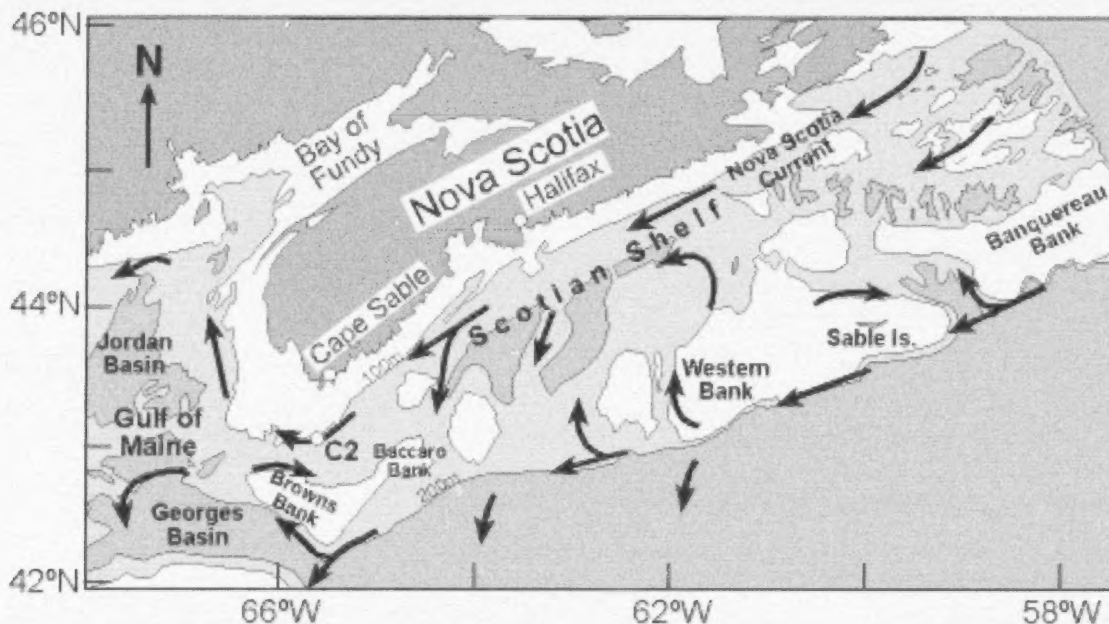 46°N
N
Bay of
Fundy
Nova Scotia
Halifax
Nova Scotia
Current
Scotian Shelf
Banquereau
Bank
44°N
Cape Sable
100m
Jordan
Basin
Sable Is.
Western
Bank
Gulf of
Maine
C2
Baccaro
Bank
Browns
Bank
200m
Georges
Basin
42°N
66°W
62°W
58°W